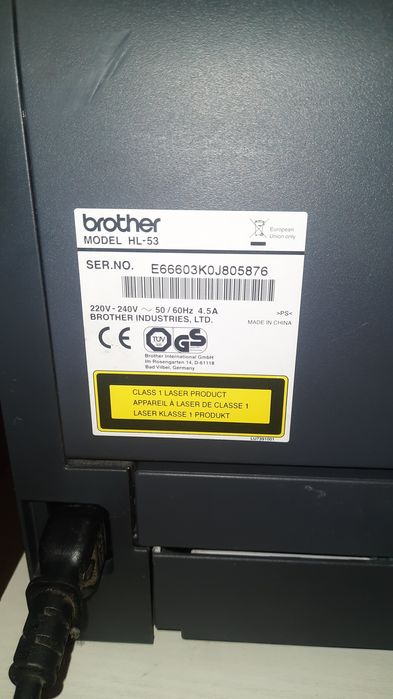 brother
MODEL HL-53
European
Union only
SER.NO. E66603K0J805876
220V-240V ~ 50/60Hz 4.5A
>PS<
BROTHER INDUSTRIES, LTD.
MADE IN CHINA
CE
TÜV
GS
Brother International GmbH
Im Rosengarten 14, D-61118
Bad Vilbel, Germany
CLASS 1 LASER PRODUCT
APPAREIL À LASER DE CLASSE 1
LASER KLASSE 1 PRODUKT
LU7391001